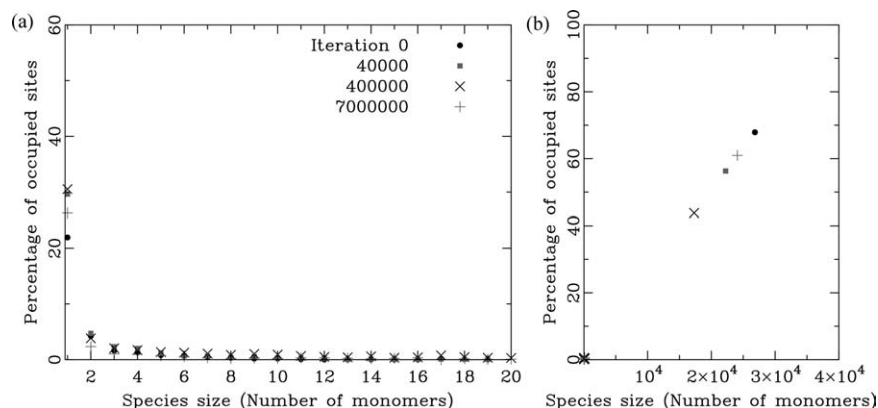 (a)
60
40
20
0
Percentage of occupied sites
Iteration 0
40000
400000
7000000
2 4 6 8 10 12 14 16 18 20
Species size (Number of monomers)
(b)
100
80
60
40
20
0
Percentage of occupied sites
10⁴ 2×10⁴ 3×10⁴ 4×10⁴
Species size (Number of monomers)